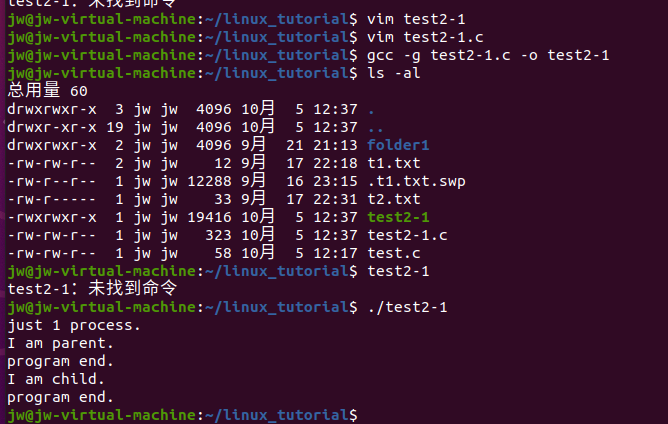 test2-1：未找到命令
jw@jw-virtual-machine:~/linux_tutorial$ vim test2-1
jw@jw-virtual-machine:~/linux_tutorial$ vim test2-1.c
jw@jw-virtual-machine:~/linux_tutorial$ gcc -g test2-1.c -o test2-1
jw@jw-virtual-machine:~/linux_tutorial$ ls -al
总用量 60
drwxrwxr-x  3 jw jw  4096 10月  5 12:37 .
drwxr-xr-x 19 jw jw  4096 10月  5 12:37 ..
drwxrwxr-x  2 jw jw  4096 9月  21 21:13 folder1
-rw-rw-r--  2 jw jw    12 9月  17 22:18 t1.txt
-rw-r--r--  1 jw jw 12288 9月  16 23:15 .t1.txt.swp
-rw-r-----  1 jw jw    33 9月  17 22:31 t2.txt
-rwxrwxr-x  1 jw jw 19416 10月  5 12:37 test2-1
-rw-rw-r--  1 jw jw   323 10月  5 12:37 test2-1.c
-rw-rw-r--  1 jw jw    58 10月  5 12:17 test.c
jw@jw-virtual-machine:~/linux_tutorial$ test2-1
test2-1：未找到命令
jw@jw-virtual-machine:~/linux_tutorial$ ./test2-1
just 1 process.
I am parent.
program end.
I am child.
program end.
jw@jw-virtual-machine:~/linux_tutorial$